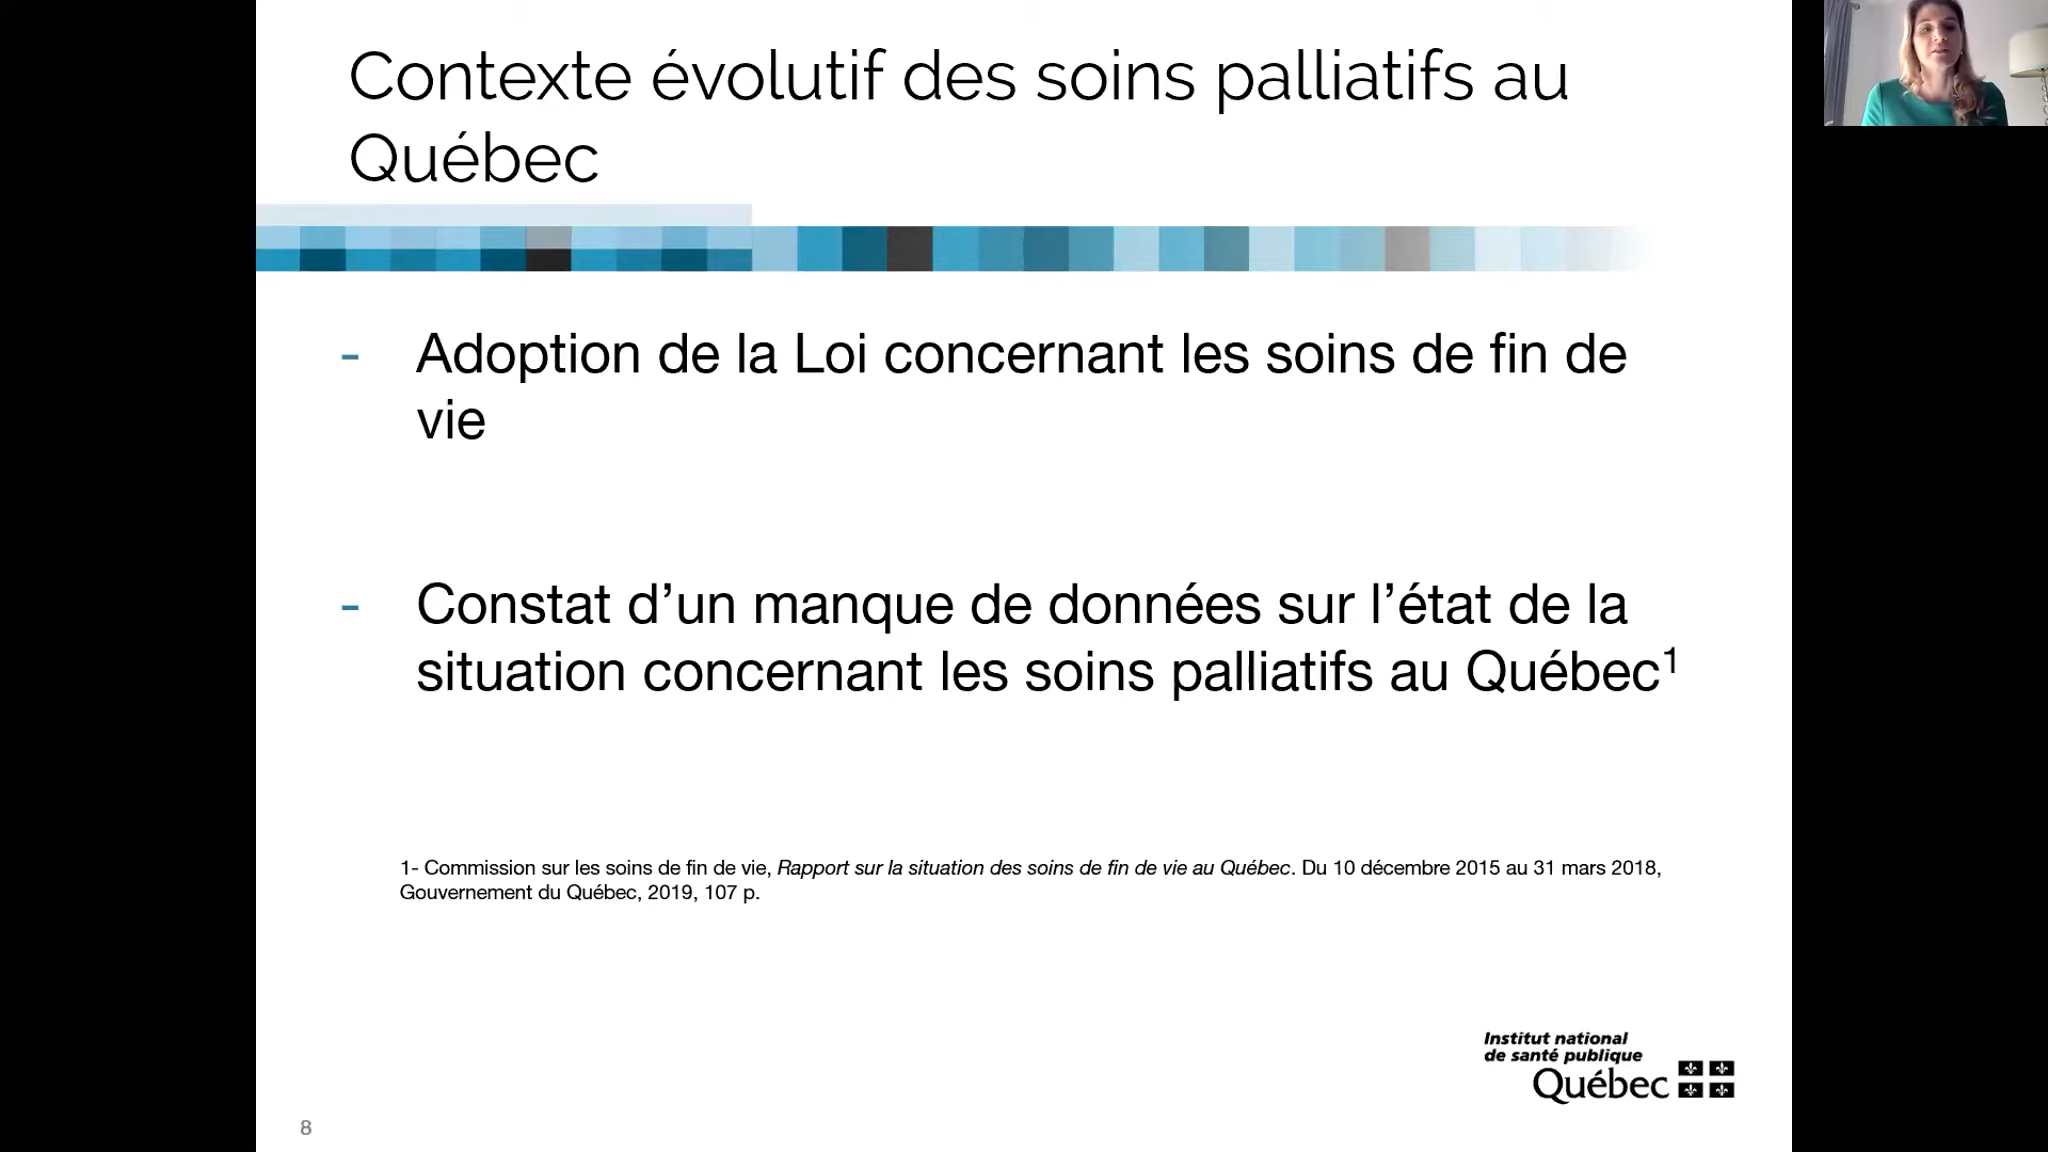 Contexte évolutif des soins palliatifs au
Québec
- Adoption de la Loi concernant les soins de fin de
vie
- Constat d’un manque de données sur l’état de la
situation concernant les soins palliatifs au Québec¹
1- Commission sur les soins de fin de vie, Rapport sur la situation des soins de fin de vie au Québec. Du 10 décembre 2015 au 31 mars 2018,
Gouvernement du Québec, 2019, 107 p.
Institut national
de santé publique
Québec
8